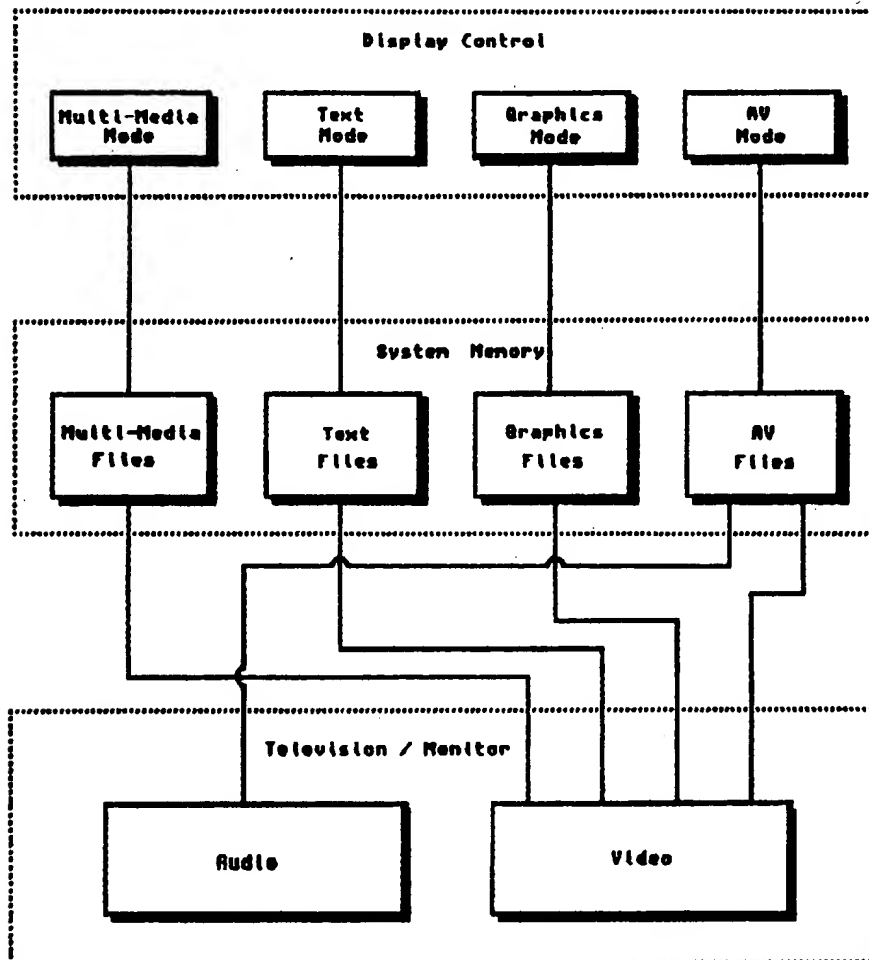 Display Control
Multi-Media
Mode
Text
Mode
Graphics
Mode
AV
Mode
System Memory
Multi-Media
Files
Text
Files
Graphics
Files
AV
Files
Television / Monitor
Audio
Video